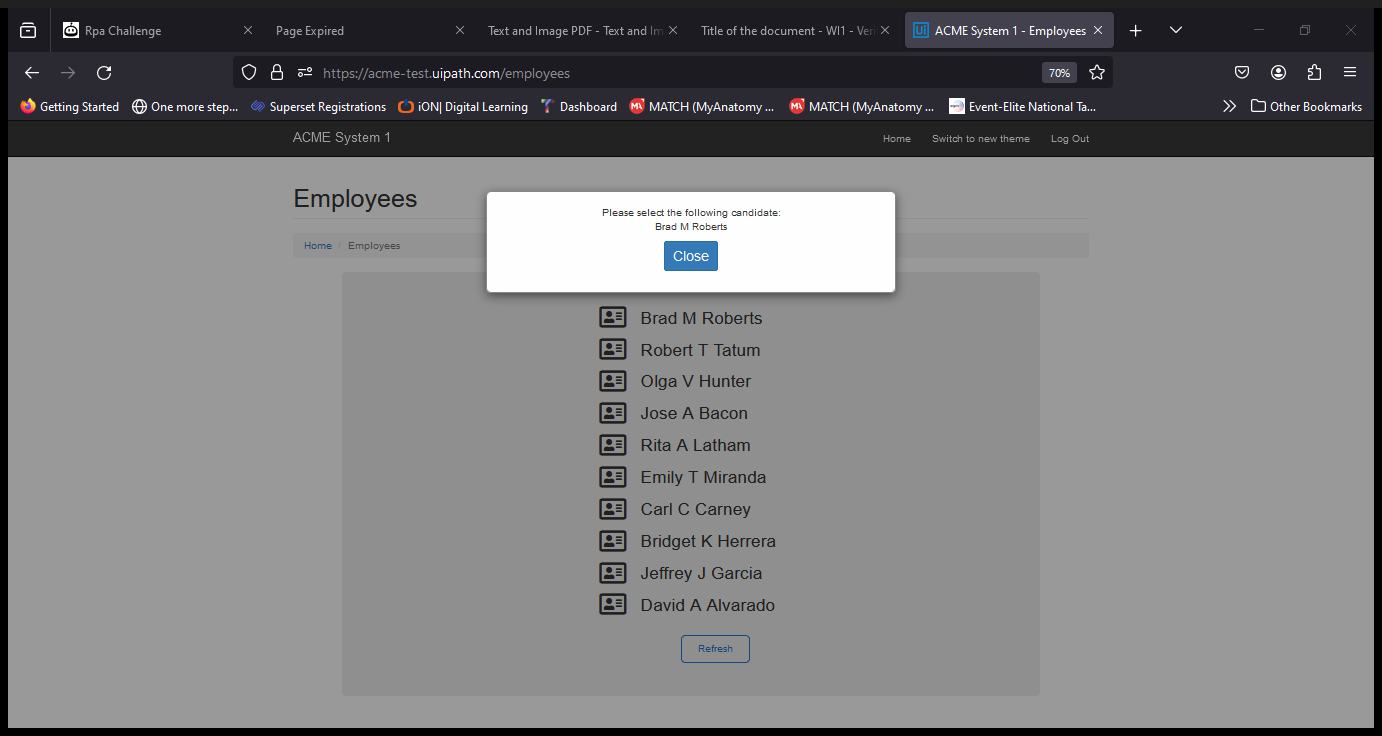 Rpa Challenge
Page Expired
Text and Image PDF - Text and Im
Title of the document - WI1 - Veri
Ui ACME System 1 - Employees
https://acme-test.uipath.com/employees 70%
Getting Started One more step... Superset Registrations iON| Digital Learning Dashboard MATCH (MyAnatomy ... MATCH (MyAnatomy ... Event-Elite National Ta... Other Bookmarks
ACME System 1 Home Switch to new theme Log Out
Employees
Please select the following candidate:
Brad M Roberts
Close
Home / Employees
Brad M Roberts
Robert T Tatum
Olga V Hunter
Jose A Bacon
Rita A Latham
Emily T Miranda
Carl C Carney
Bridget K Herrera
Jeffrey J Garcia
David A Alvarado
Refresh